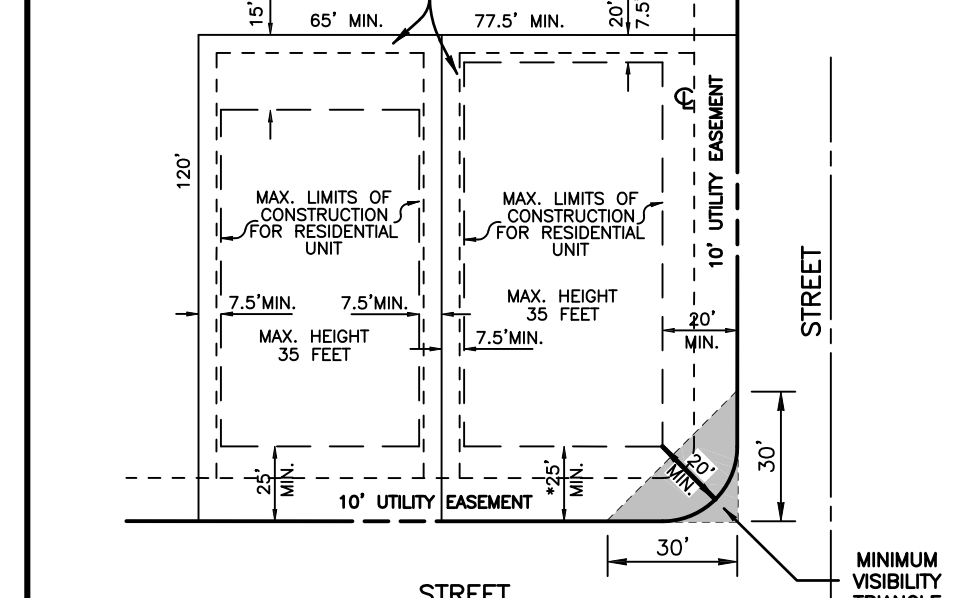 15'
65' MIN.
77.5' MIN.
20'
7.5'
℄
10' UTILITY EASEMENT
120'
MAX. LIMITS OF
CONSTRUCTION
FOR RESIDENTIAL
UNIT
MAX. LIMITS OF
CONSTRUCTION
FOR RESIDENTIAL
UNIT
STREET
7.5'MIN.
7.5'MIN.
MAX. HEIGHT
35 FEET
MAX. HEIGHT
35 FEET
7.5'MIN.
20'
MIN.
25'
MIN.
*25'
MIN.
20'
MIN.
30'
10' UTILITY EASEMENT
30'
STREET
MINIMUM
VISIBILITY
TRIANGLE